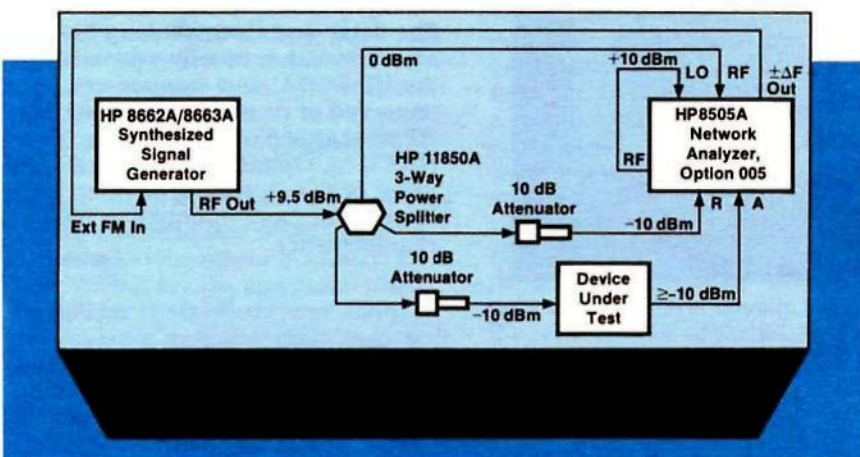 0 dBm
+10 dBm
LO
RF
±ΔF
Out
HP 8662A/8663A
Synthesized
Signal
Generator
HP8505A
Network
Analyzer,
Option 005
RF
HP 11850A
3-Way
Power
Splitter
RF Out
+9.5 dBm
Ext FM In
10 dB
Attenuator
-10 dBm
R
A
10 dB
Attenuator
-10 dBm
Device
Under
Test
≥-10 dBm